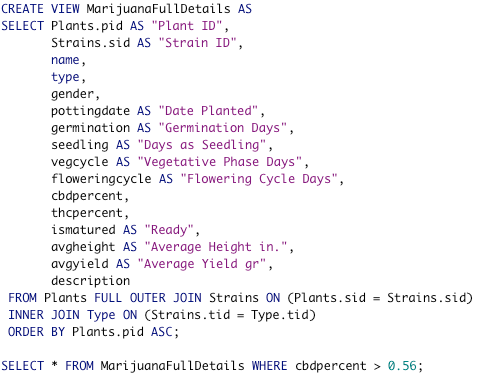 CREATE VIEW MarijuanaFullDetails AS
SELECT Plants.pid AS "Plant ID",
Strains.sid AS "Strain ID",
name,
type,
gender,
pottingdate AS "Date Planted",
germination AS "Germination Days",
seedling AS "Days as Seedling",
vegcycle AS "Vegetative Phase Days",
floweringcycle AS "Flowering Cycle Days",
cbdpercent,
thcpercent,
ismatured AS "Ready",
avgheight AS "Average Height in.",
avgyield AS "Average Yield gr",
description
FROM Plants FULL OUTER JOIN Strains ON (Plants.sid = Strains.sid)
INNER JOIN Type ON (Strains.tid = Type.tid)
ORDER BY Plants.pid ASC;
SELECT * FROM MarijuanaFullDetails WHERE cbdpercent > 0.56;